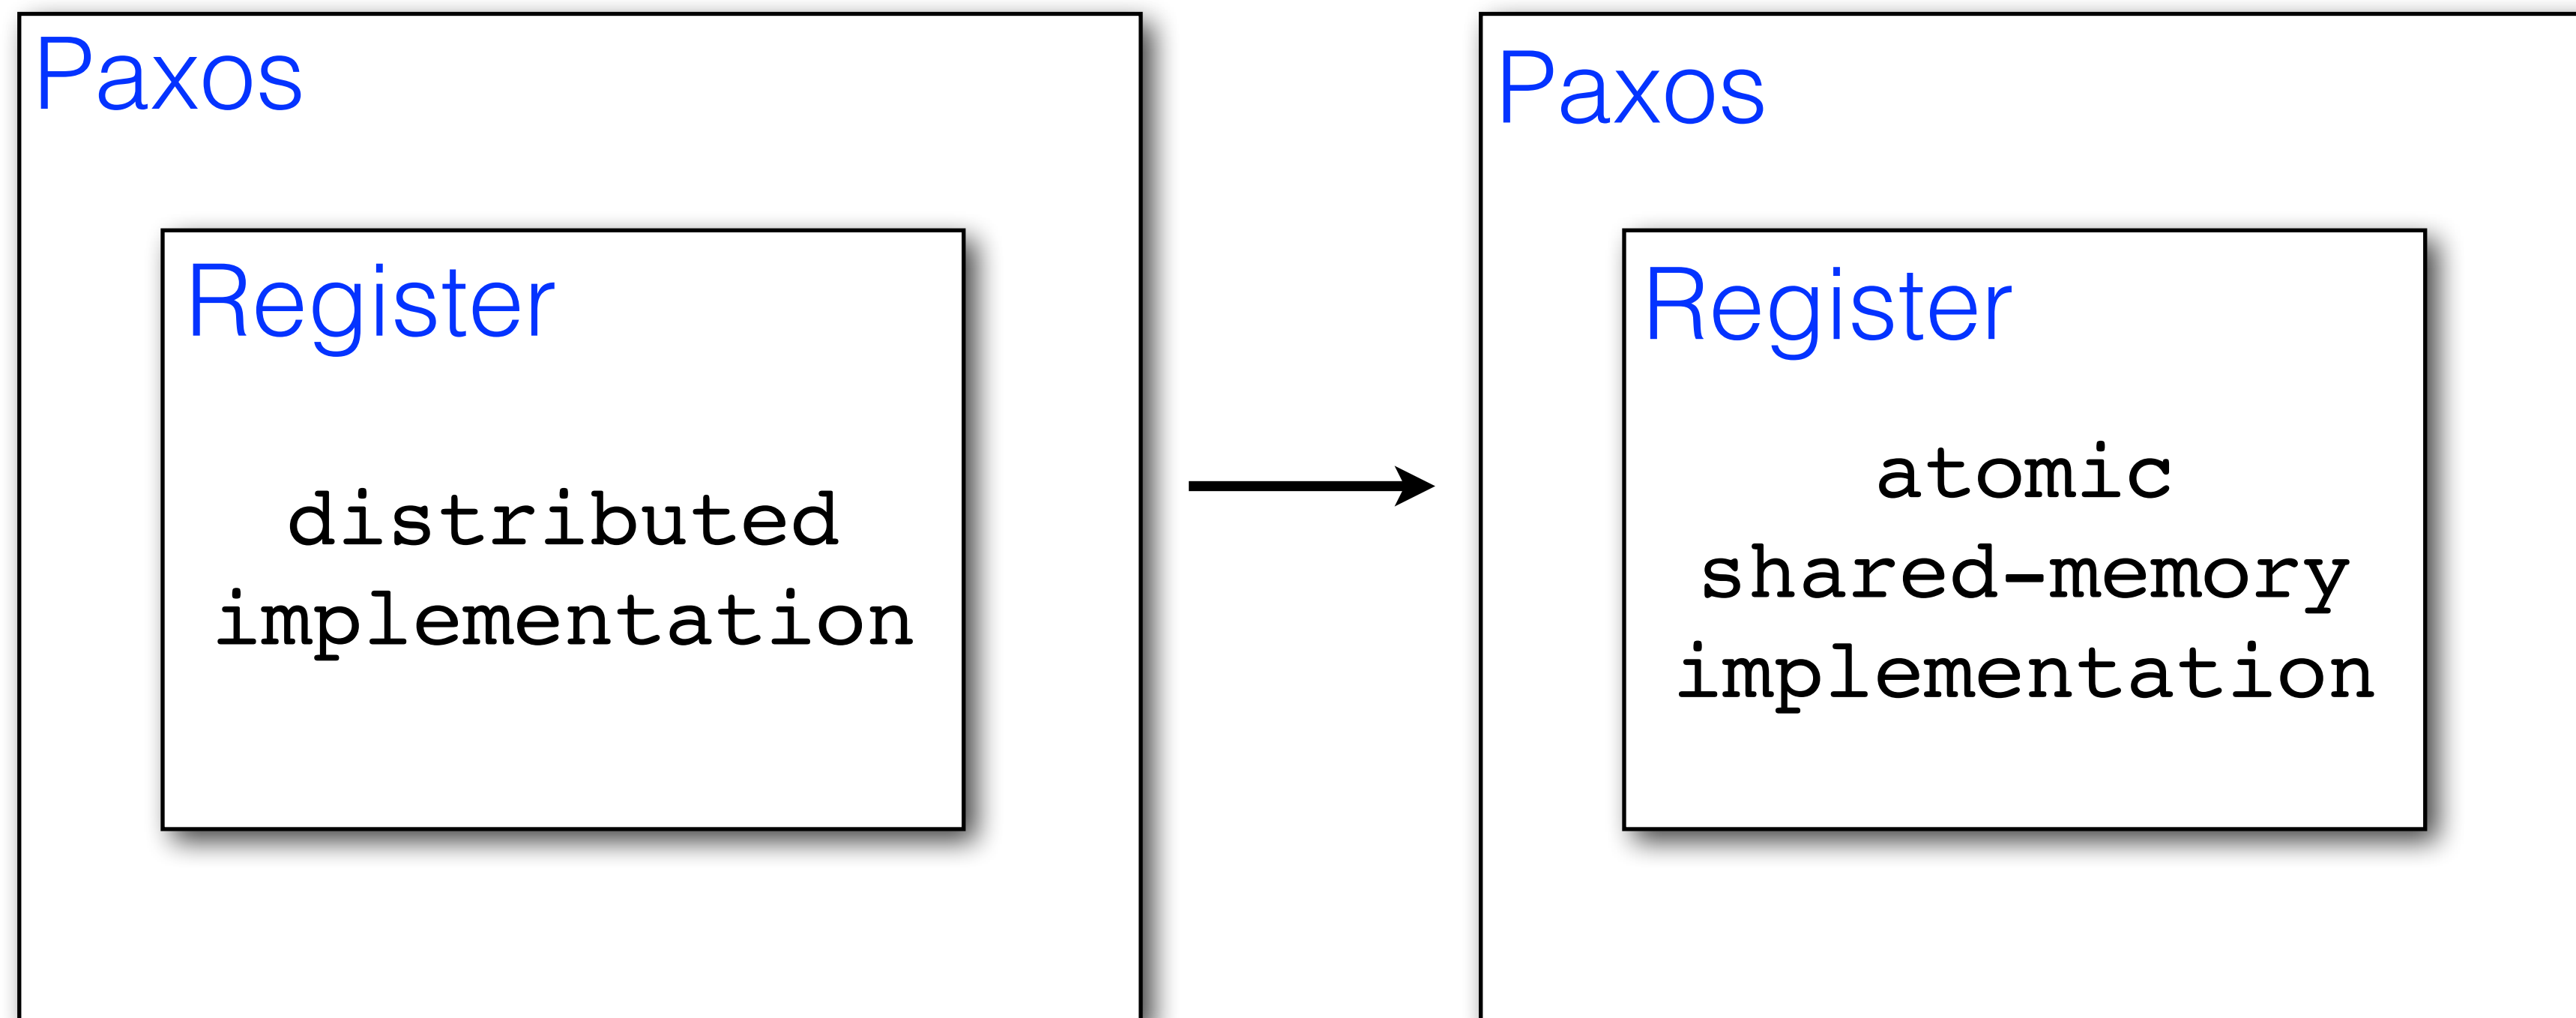 Paxos
Register
distributed
implementation
Paxos
Register
atomic
shared-memory
implementation